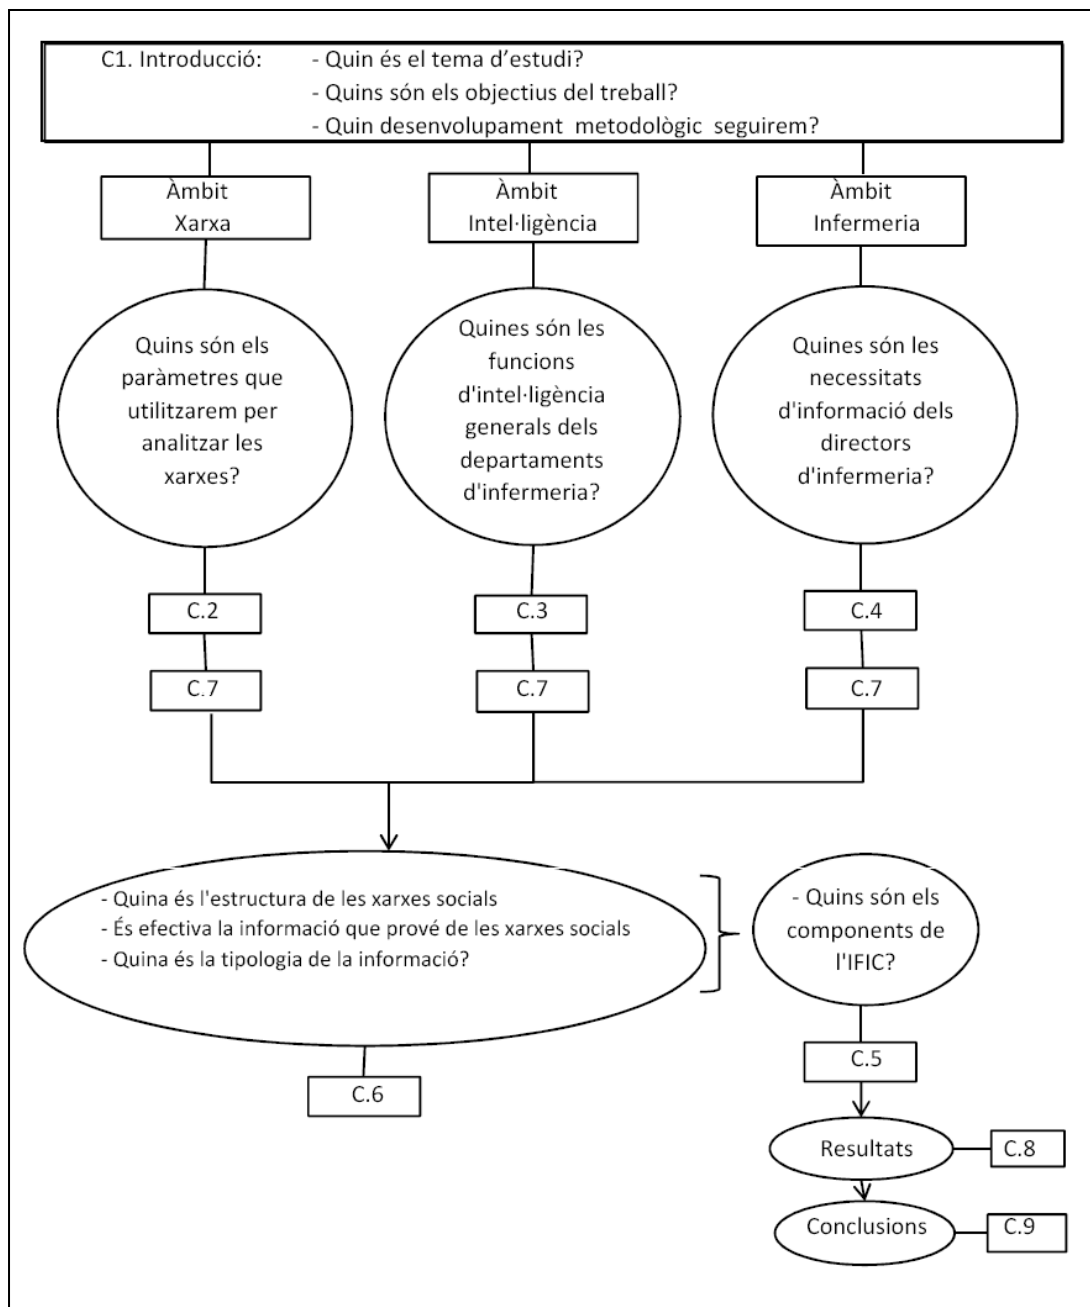 C1. Introducció: - Quin és el tema d’estudi?
- Quins són els objectius del treball?
- Quin desenvolupament metodològic seguirem?
Àmbit
Xarxa
Àmbit
Intel·ligència
Àmbit
Infermeria
Quins són els
paràmetres que
utilitzarem per
analitzar les
xarxes?
Quines són les
funcions
d'intel·ligència
generals dels
departaments
d'infermeria?
Quines són les
necessitats
d'informació dels
directors
d'infermeria?
C.2
C.3
C.4
C.7
C.7
C.7
- Quina és l'estructura de les xarxes socials
- És efectiva la informació que prové de les xarxes socials
- Quina és la tipologia de la informació?
- Quins són els
components de
l'IFIC?
C.6
C.5
Resultats
C.8
Conclusions
C.9